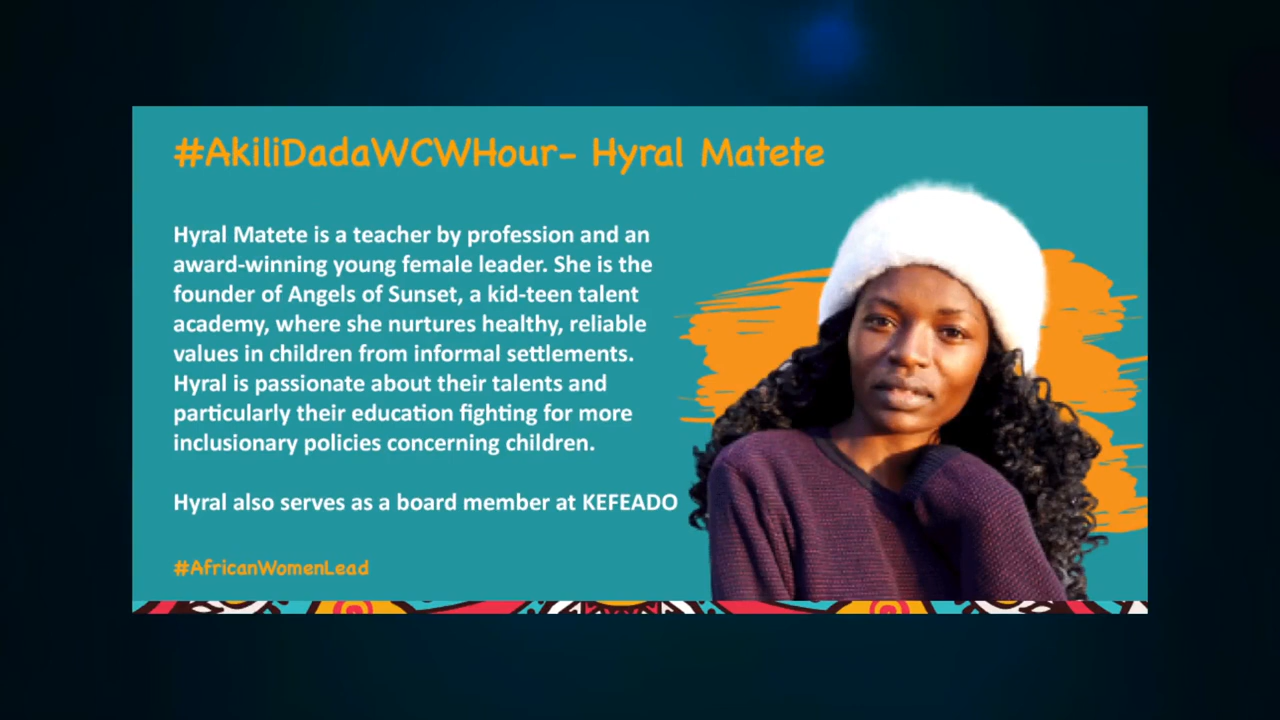 #AkiliDadaWCWHour- Hyral Matete
Hyral Matete is a teacher by profession and an
award-winning young female leader. She is the
founder of Angels of Sunset, a kid-teen talent
academy, where she nurtures healthy, reliable
values in children from informal settlements.
Hyral is passionate about their talents and
particularly their education fighting for more
inclusionary policies concerning children.
Hyral also serves as a board member at KEFEADO
#AfricanWomenLead